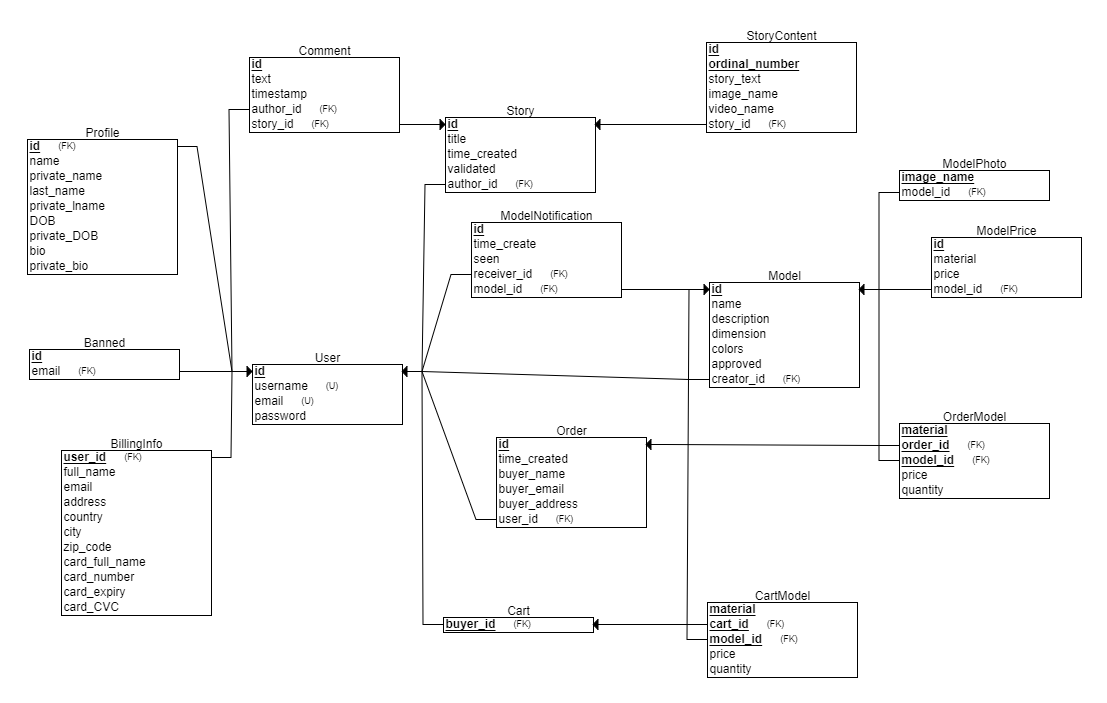 StoryContent
id
ordinal_number
story_text
image_name
video_name
story_id (FK)
Comment
id
text
timestamp
author_id (FK)
story_id (FK)
Story
id
title
time_created
validated
author_id (FK)
Profile
id (FK)
name
private_name
last_name
private_lname
DOB
private_DOB
bio
private_bio
ModelPhoto
image_name
model_id (FK)
ModelNotification
id
time_create
seen
receiver_id (FK)
model_id (FK)
ModelPrice
id
material
price
model_id (FK)
Model
id
name
description
dimension
colors
approved
creator_id (FK)
Banned
id
email (FK)
User
id
username (U)
email (U)
password
OrderModel
material
order_id (FK)
model_id (FK)
price
quantity
Order
id
time_created
buyer_name
buyer_email
buyer_address
user_id (FK)
BillingInfo
user_id (FK)
full_name
email
address
country
city
zip_code
card_full_name
card_number
card_expiry
card_CVC
Cart
buyer_id (FK)
CartModel
material
cart_id (FK)
model_id (FK)
price
quantity